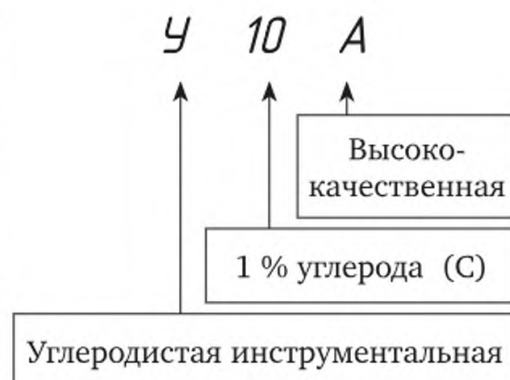 У 10 А
Высоко-
качественная
1 % углерода (С)
Углеродистая инструментальная